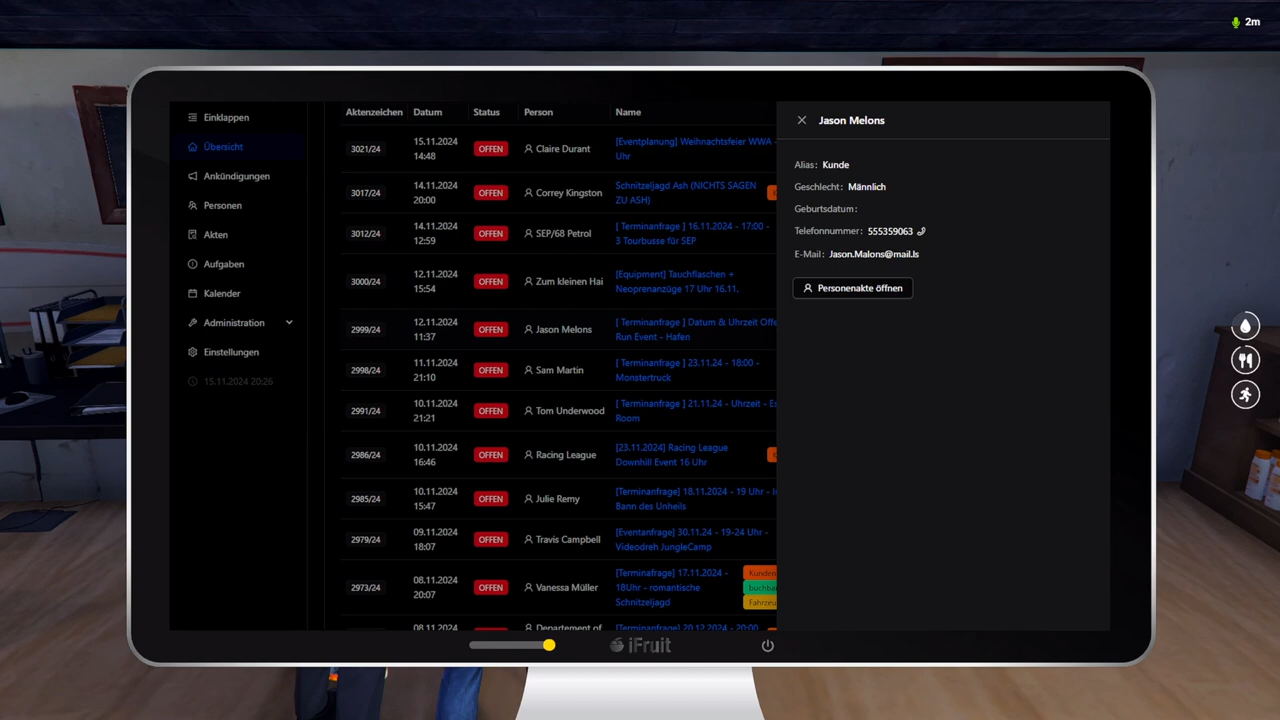 2m
Einklappen
Übersicht
Ankündigungen
Personen
Akten
Aufgaben
Kalender
Administration
Einstellungen
15.11.2024 20:26
Aktenzeichen Datum Status Person Name
3021/24 15.11.2024 14:48 OFFEN Claire Durant [Eventplanung] Weihnachtsfeier WWA -
Uhr
3017/24 14.11.2024 20:00 OFFEN Correy Kingston Schnitzeljagd Ash (NICHTS SAGEN
ZU ASH)
3012/24 14.11.2024 12:59 OFFEN SEP/68 Petrol [ Terminanfrage ] 16.11.2024 - 17:00 -
3 Tourbusse für SEP
3000/24 12.11.2024 15:54 OFFEN Zum kleinen Hai [Equipment] Tauchflaschen +
Neoprenanzüge 17 Uhr 16.11.
2999/24 12.11.2024 11:37 OFFEN Jason Melons [ Terminanfrage ] Datum & Uhrzeit Offe
Run Event - Hafen
2998/24 11.11.2024 21:10 OFFEN Sam Martin [ Terminanfrage ] 23.11.24 - 18:00 -
Monstertruck
2991/24 10.11.2024 21:21 OFFEN Tom Underwood [ Terminanfrage ] 21.11.24 - Uhrzeit - Es
Room
2986/24 10.11.2024 16:46 OFFEN Racing League [23.11.2024] Racing League
Downhill Event 16 Uhr
2985/24 10.11.2024 15:47 OFFEN Julie Remy [Terminanfrage] 18.11.2024 - 19 Uhr - I
Bann des Unheils
2979/24 09.11.2024 18:07 OFFEN Travis Campbell [Eventanfrage] 30.11.24 - 19-24 Uhr -
Videodreh JungleCamp
2973/24 08.11.2024 20:07 OFFEN Vanessa Müller [Terminafrage] 17.11.2024 -
18Uhr - romantische
Schnitzeljagd
Kunden
buchba
Fahrzeu
08.11.2024 Departement of [Terminanfrage] 20.12.2024 - 20:00
Jason Melons
Alias: Kunde
Geschlecht: Männlich
Geburtsdatum:
Telefonnummer: 555359063
E-Mail: Jason.Malons@mail.ls
Personenakte öffnen
iFruit